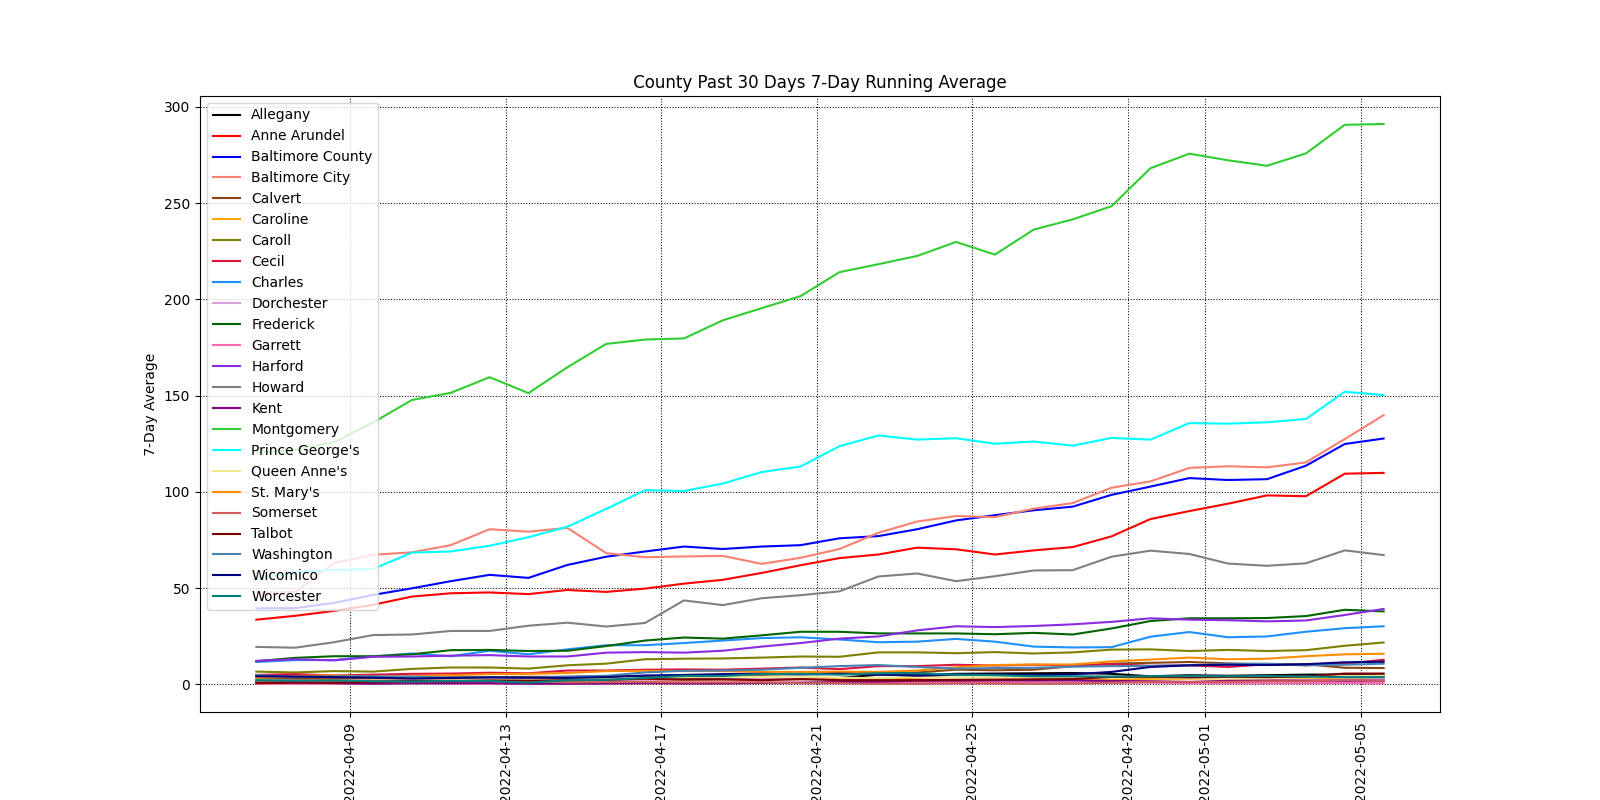 County Past 30 Days 7-Day Running Average
7-Day Average
300
250
200
150
100
50
0
Allegany
Anne Arundel
Baltimore County
Baltimore City
Calvert
Caroline
Caroll
Cecil
Charles
Dorchester
Frederick
Garrett
Harford
Howard
Kent
Montgomery
Prince George's
Queen Anne's
St. Mary's
Somerset
Talbot
Washington
Wicomico
Worcester
2022-04-09
2022-04-13
2022-04-17
2022-04-21
2022-04-25
2022-04-29
2022-05-01
2022-05-05